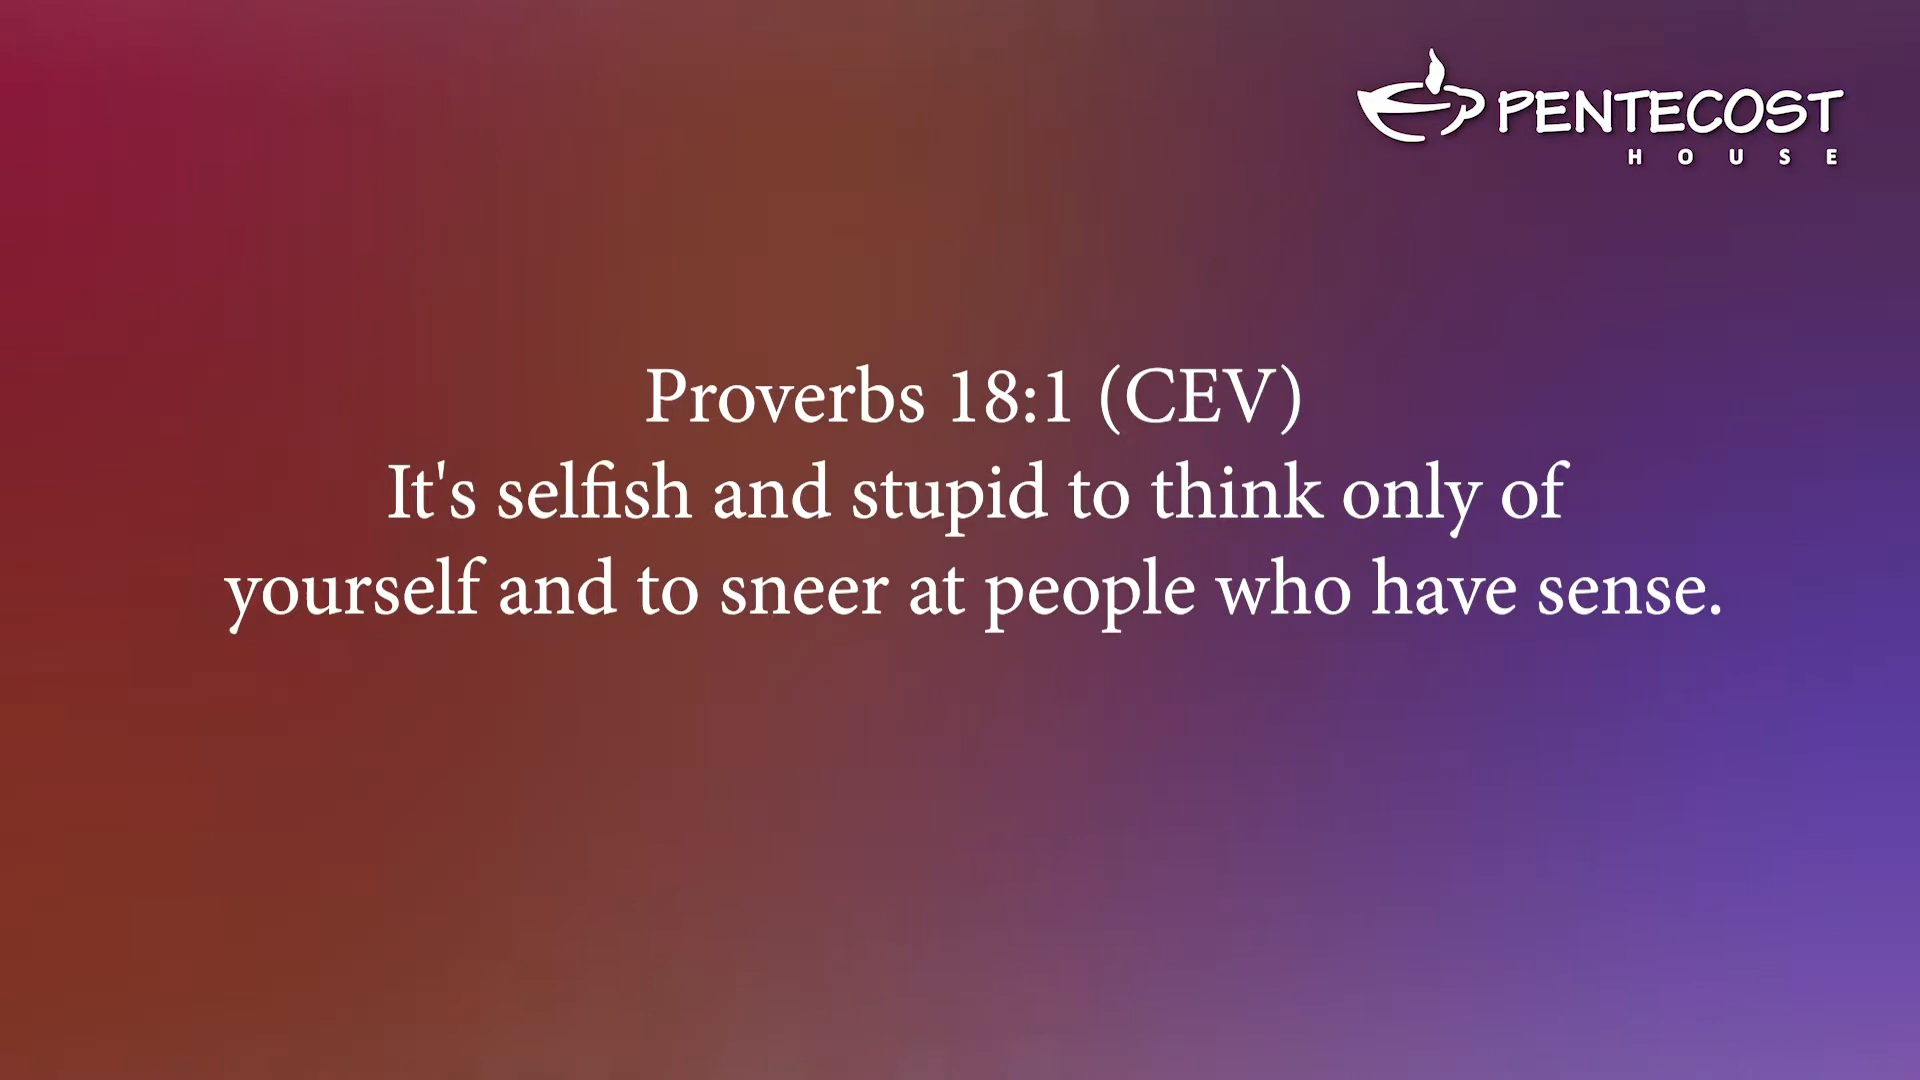 PENTECOST
HOUSE
Proverbs 18:1 (CEV)
It's selfish and stupid to think only of
yourself and to sneer at people who have sense.